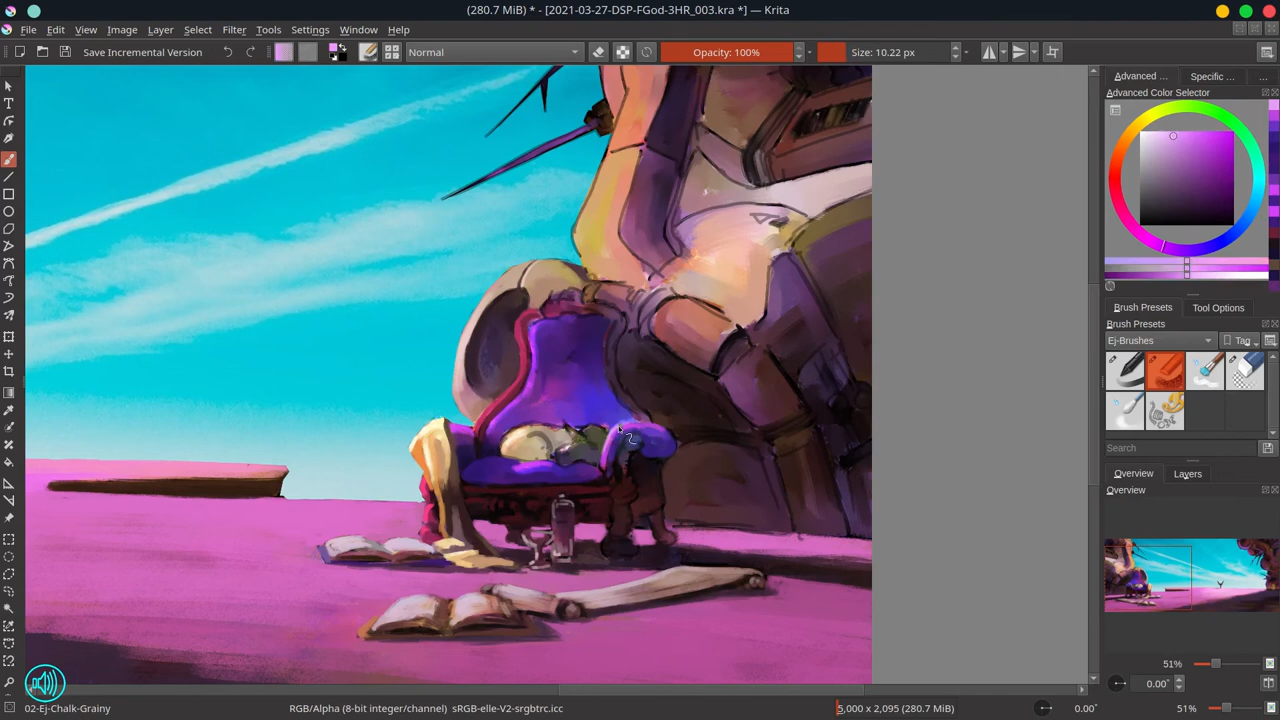 (280.7 MiB) * - [2021-03-27-DSP-FGod-3HR_003.kra *] — Krita
File Edit View Image Layer Select Filter Tools Settings Window Help
Save Incremental Version Normal Opacity: 100% Size: 10.22 px
Advanced ... Specific ... ...
Advanced Color Selector
Brush Presets Tool Options
Brush Presets
Ej-Brushes Tag
Search
Overview Layers
Overview
51%
0.00°
02-Ej-Chalk-Grainy RGB/Alpha (8-bit integer/channel) sRGB-elle-V2-srgbtrc.icc 5,000 x 2,095 (280.7 MiB) 0.00° 51%